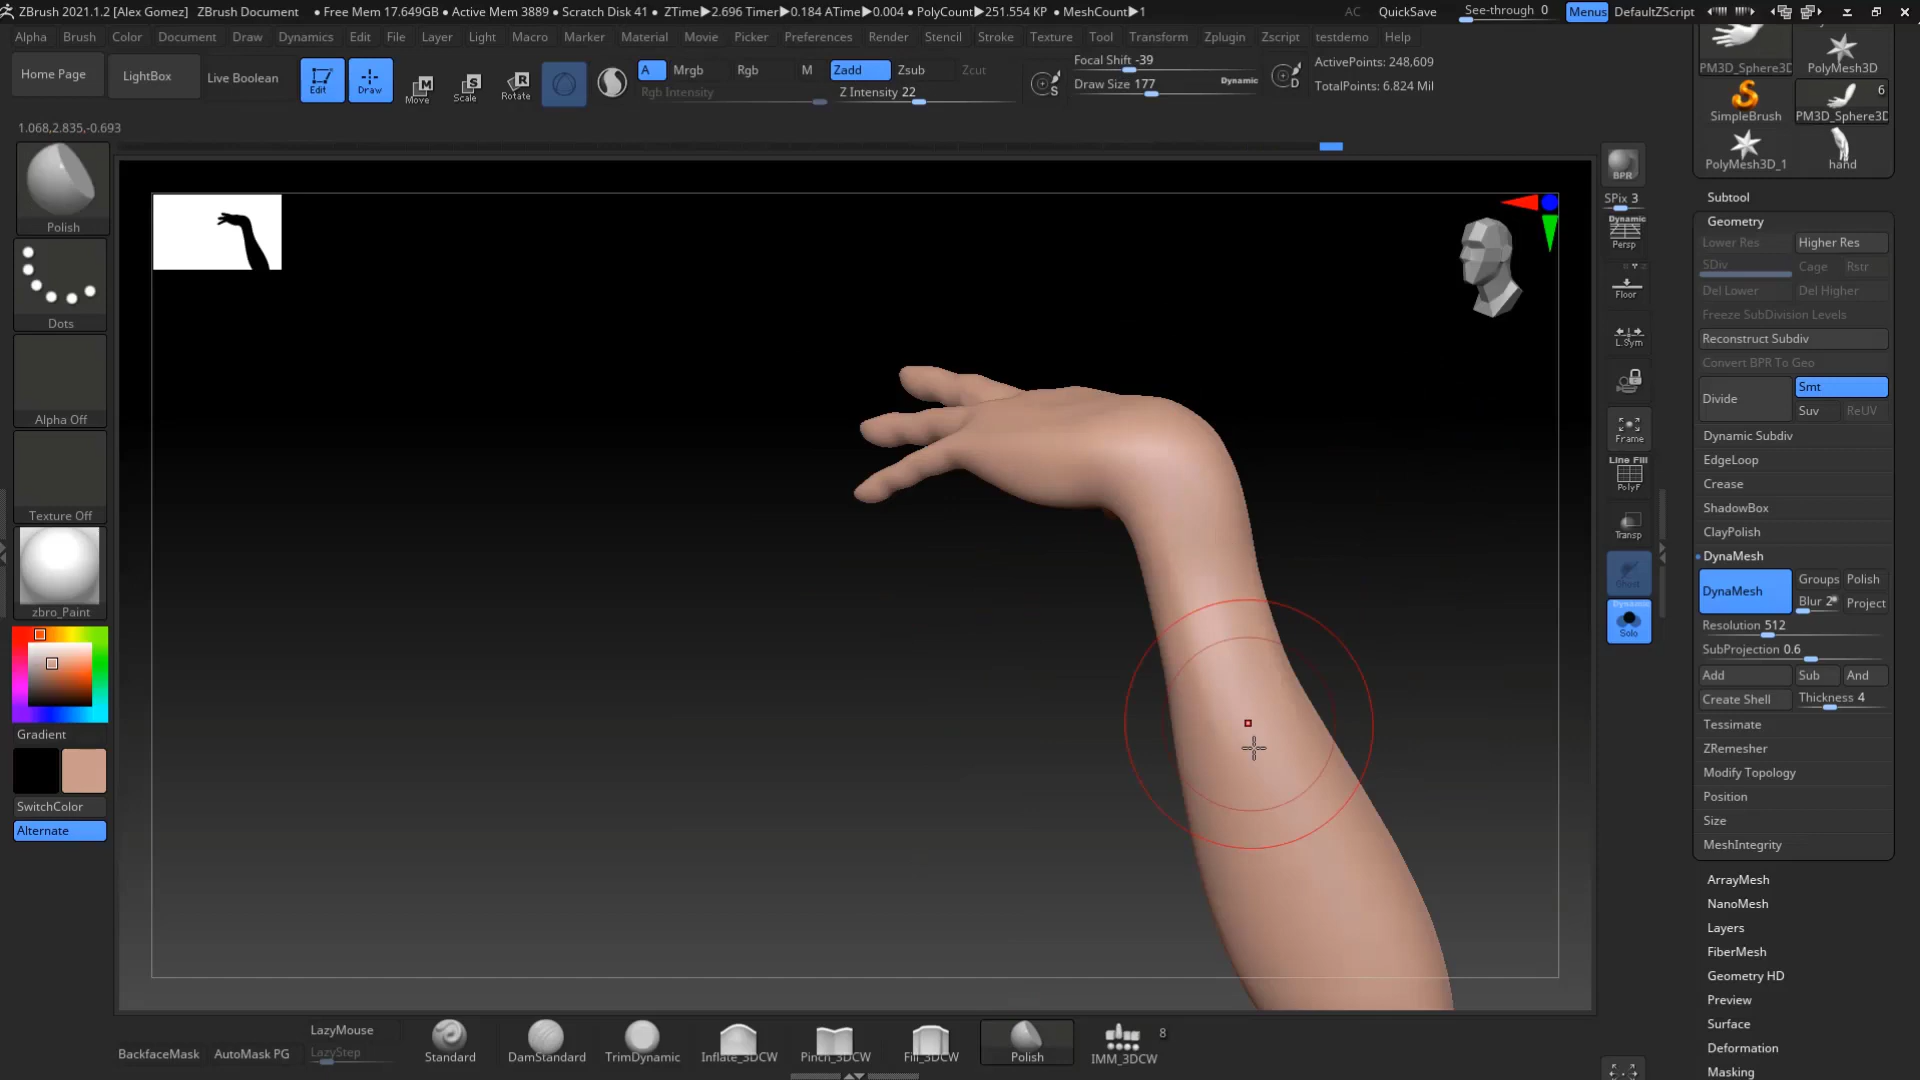 ZBrush 2021.1.2 [Alex Gomez] ZBrush Document • Free Mem 17.649GB • Active Mem 3889 • Scratch Disk 41 • ZTime▶2.696 Timer▶0.184 ATime▶0.004 • PolyCount▶251.554 KP • MeshCount▶1 AC QuickSave See-through 0 Menus DefaultZScript
Alpha Brush Color Document Draw Dynamics Edit File Layer Light Macro Marker Material Movie Picker Preferences Render Stencil Stroke Texture Tool Transform Zplugin Zscript testdemo Help
Home Page LightBox Live Boolean Edit Draw Move Scale Rotate
A Mrgb Rgb M Zadd Zsub Zcut
Rgb Intensity Z Intensity 22
S Focal Shift -39
Draw Size 177 Dynamic D
ActivePoints: 248,609
TotalPoints: 6.824 Mil
1.068,2.835,-0.693
Polish
Dots
Alpha Off
Texture Off
zbro_Paint
Gradient
SwitchColor
Alternate
BPR
SPix 3
Dynamic
Persp
Floor
L.Sym
Frame
Line Fill
PolyF
Transp
Ghost
Dynamic
Solo
PM3D_Sphere3D PolyMesh3D
SimpleBrush 6 PM3D_Sphere3D
PolyMesh3D_1 hand
Subtool
Geometry
Lower Res Higher Res
SDiv Cage Rstr
Del Lower Del Higher
Freeze SubDivision Levels
Reconstruct Subdiv
Convert BPR To Geo
Divide Smt
Suv ReUV
Dynamic Subdiv
EdgeLoop
Crease
ShadowBox
ClayPolish
DynaMesh
DynaMesh Groups Polish
Blur 2 Project
Resolution 512
SubProjection 0.6
Add Sub And
Create Shell Thickness 4
Tessimate
ZRemesher
Modify Topology
Position
Size
MeshIntegrity
ArrayMesh
NanoMesh
Layers
FiberMesh
Geometry HD
Preview
Surface
Deformation
Masking
BackfaceMask AutoMask PG
LazyMouse
LazyStep
Standard DamStandard TrimDynamic Inflate_3DCW Pinch_3DCW Fill_3DCW Polish IMM_3DCW 8